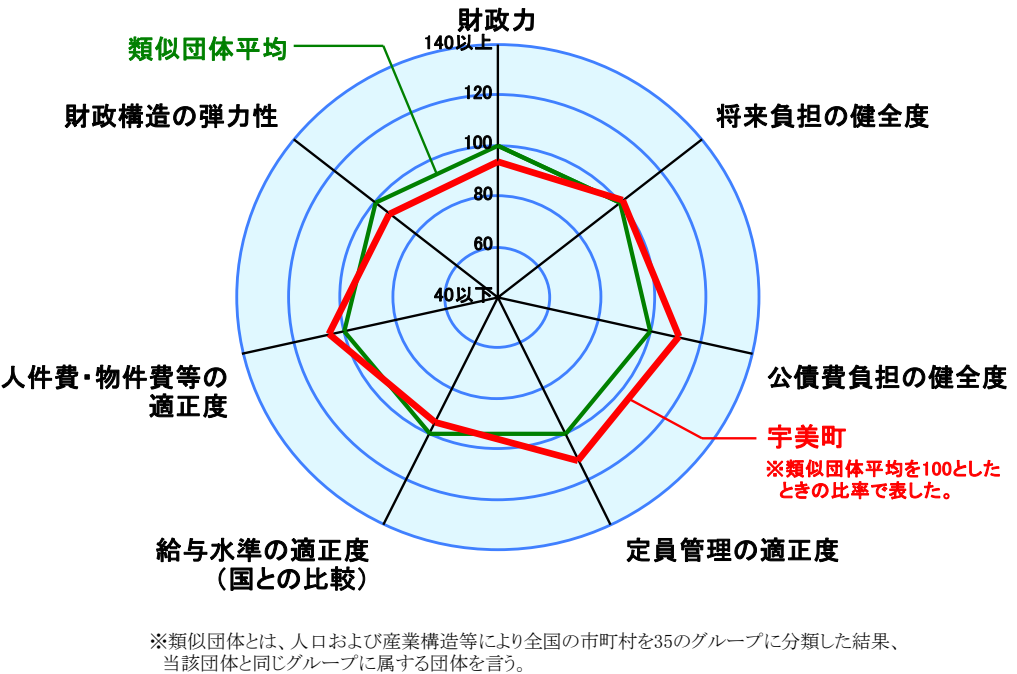 財政力
140以上
類似団体平均
120
財政構造の弾力性
将来負担の健全度
100
80
60
40以下
人件費・物件費等の
適正度
公債費負担の健全度
宇美町
※類似団体平均を100とした
ときの比率で表した。
給与水準の適正度
（国との比較）
定員管理の適正度
※類似団体とは、人口および産業構造等により全国の市町村を35のグループに分類した結果、
当該団体と同じグループに属する団体を言う。